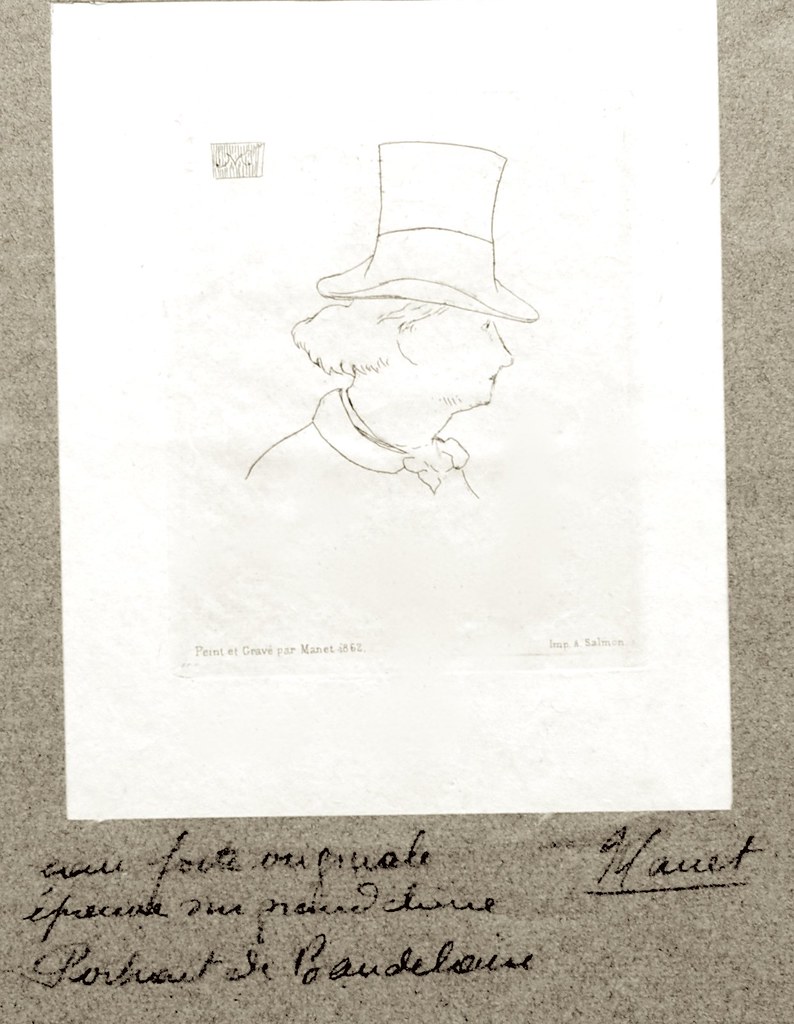 M.
Peint et Gravé par Manet 1862.
Imp. A. Salmon.
eau forte originale
Manet
épreuve sur grand chine
Portrait de Baudelaire